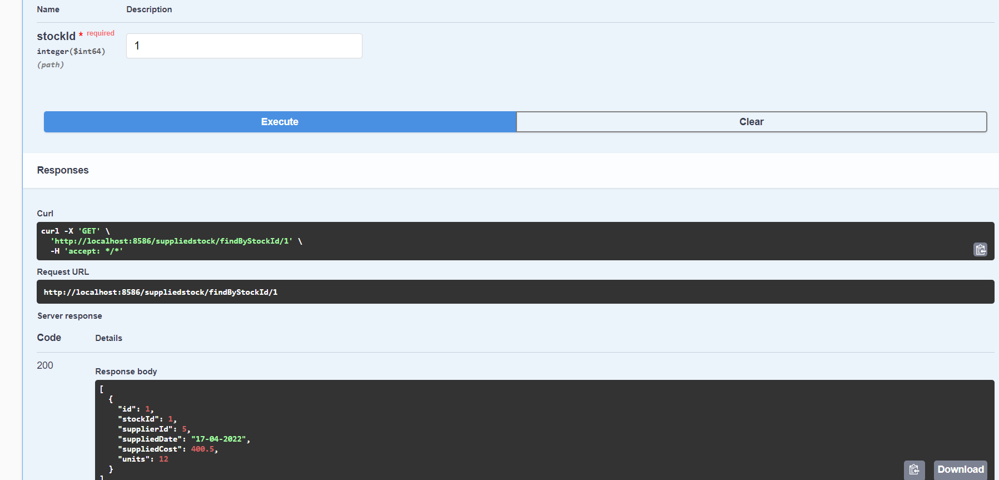 Name Description
stockId * required
integer($int64)
(path)
1
Execute Clear
Responses
Curl
curl -X 'GET' \
  'http://localhost:8586/suppliedstock/findByStockId/1' \
  -H 'accept: */*'
Request URL
http://localhost:8586/suppliedstock/findByStockId/1
Server response
Code Details
200
Response body
[
  {
    "id": 1,
    "stockId": 1,
    "supplierId": 5,
    "suppliedDate": "17-04-2022",
    "suppliedCost": 400.5,
    "units": 12
  }
]
Download